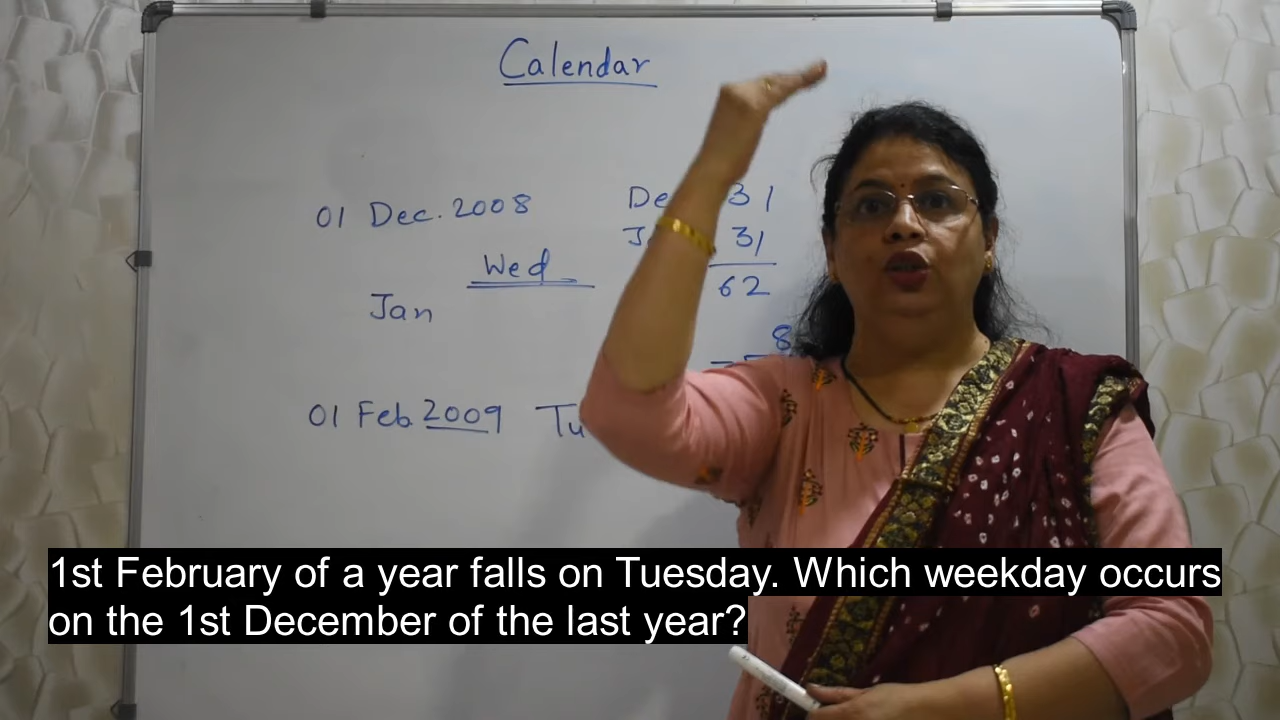 Calendar
01 Dec. 2008
31
31
Wed
62
Jan
8
01 Feb 2009
1st February of a year falls on Tuesday. Which weekday occurs
on the 1st December of the last year?